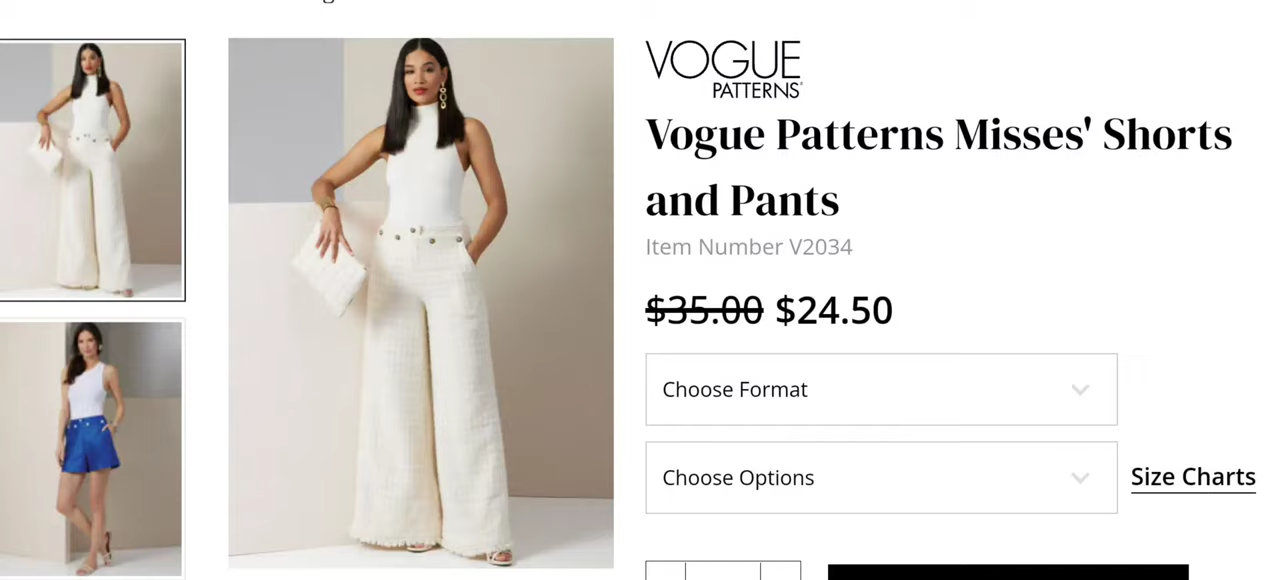 VOGUE
PATTERNS
Vogue Patterns Misses' Shorts
and Pants
Item Number V2034
$35.00 $24.50
Choose Format
Choose Options
Size Charts